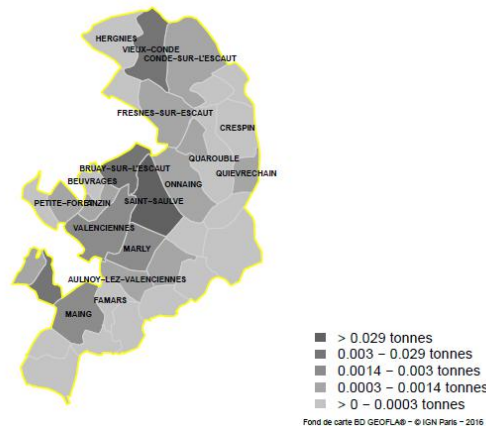 HERGNIES
VIEUX-CONDE
CONDE-SUR-L'ESCAUT
FRESNES-SUR-ESCAUT
CRESPIN
QUAROUBLE
BRUAY-SUR-L'ESCAUT
QUIEVRECHAIN
BEUVRAGES
ONNAING
PETITE-FORET
ANZIN
SAINT-SAULVE
VALENCIENNES
MARLY
AULNOY-LEZ-VALENCIENNES
FAMARS
MAING
> 0.029 tonnes
0.003 - 0.029 tonnes
0.0014 - 0.003 tonnes
0.0003 - 0.0014 tonnes
> 0 - 0.0003 tonnes
Fond de carte BD GEOFLA® - © IGN Paris - 2016